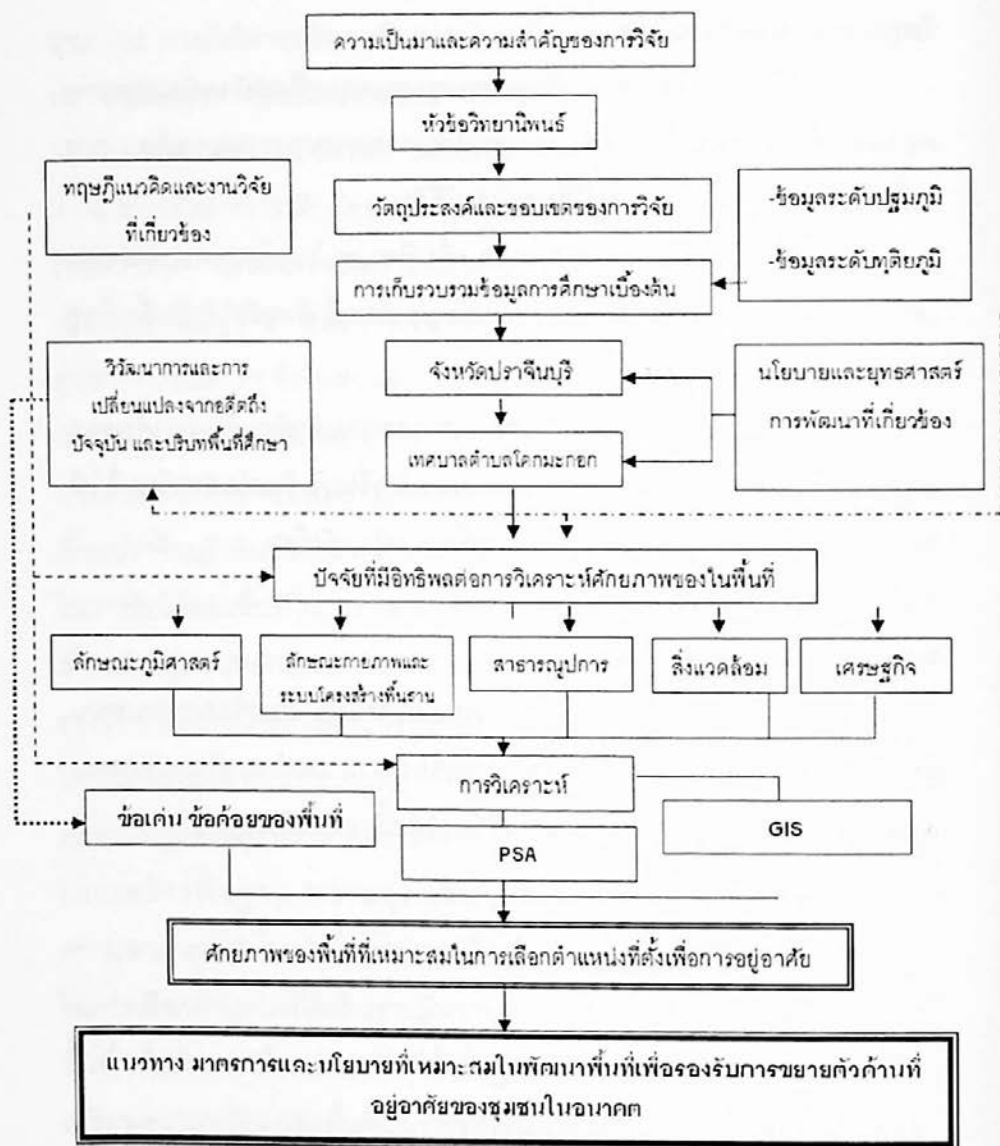 ความเป็นมาและความสำคัญของการวิจัย
หัวข้อวิทยานิพนธ์
ทฤษฎีแนวคิดและงานวิจัย
ที่เกี่ยวข้อง
วัตถุประสงค์และขอบเขตของการวิจัย
-ข้อมูลระดับปฐมภูมิ
-ข้อมูลระดับทุติยภูมิ
การเก็บรวบรวมข้อมูลการศึกษาเบื้องต้น
วิวัฒนาการและการ
เปลี่ยนแปลงจากอดีตถึง
ปัจจุบัน และบริบทพื้นที่ศึกษา
จังหวัดปราจีนบุรี
เทศบาลตำบลโคกมะกอก
นโยบายและยุทธศาสตร์
การพัฒนาที่เกี่ยวข้อง
ปัจจัยที่มีอิทธิพลต่อการวิเคราะห์ศักยภาพของในพื้นที่
ลักษณะภูมิศาสตร์
ลักษณะกายภาพและ
ระบบโครงสร้างพื้นฐาน
สาธารณูปการ
สิ่งแวดล้อม
เศรษฐกิจ
การวิเคราะห์
ข้อเด่น ข้อด้อยของพื้นที่
PSA
GIS
ศักยภาพของพื้นที่ที่เหมาะสมในการเลือกตำแหน่งที่ตั้งเพื่อการอยู่อาศัย
แนวทาง มาตรการและนโยบายที่เหมาะสมในพัฒนาพื้นที่เพื่อรองรับการขยายตัวด้านที่
อยู่อาศัยของชุมชนในอนาคต